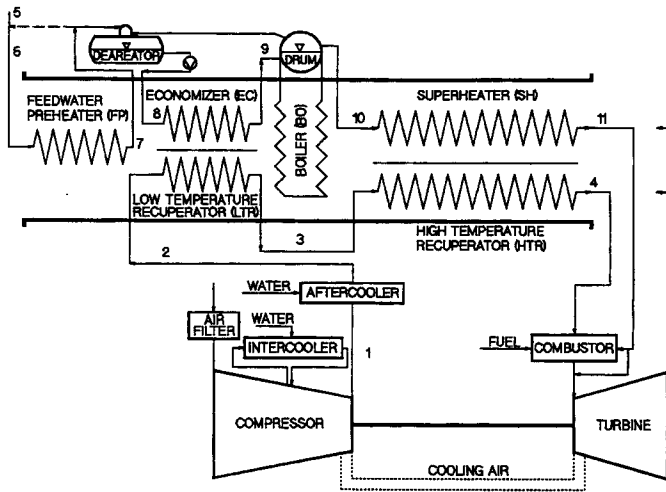 5
6
DEAREATOR
9
DRUM
FEEDWATER
PREHEATER (FP)
7
ECONOMIZER (EC)
8
BOILER (BO)
SUPERHEATER (SH)
10
11
4
LOW TEMPERATURE
RECUPERATOR (LTR)
HIGH TEMPERATURE
RECUPERATOR (HTR)
2
3
WATER
AFTERCOOLER
AIR
FILTER
WATER
INTERCOOLER
1
FUEL
COMBUSTOR
COMPRESSOR
TURBINE
COOLING AIR